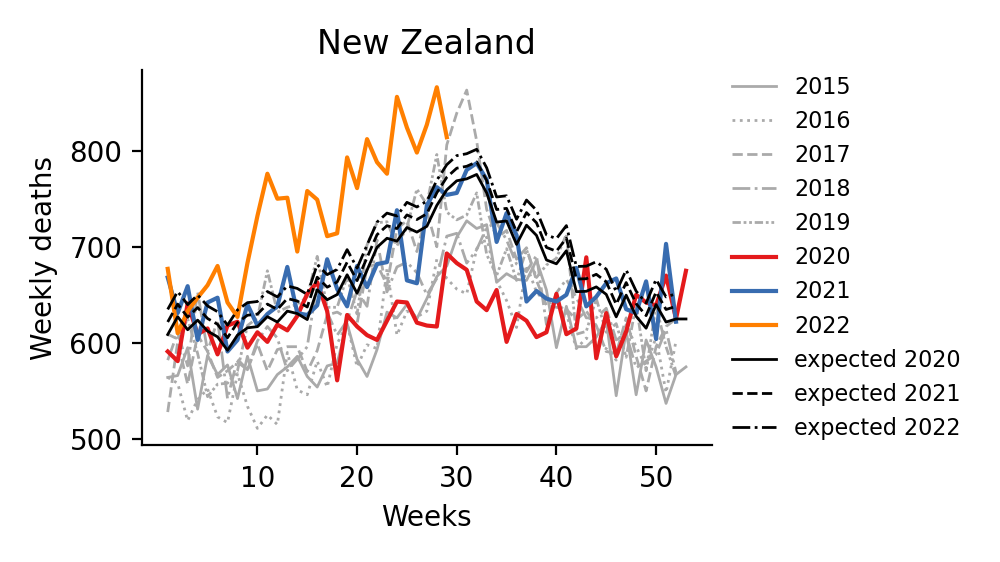 New Zealand
Weekly deaths
800
700
600
500
10 20 30 40 50
Weeks
2015
2016
2017
2018
2019
2020
2021
2022
expected 2020
expected 2021
expected 2022